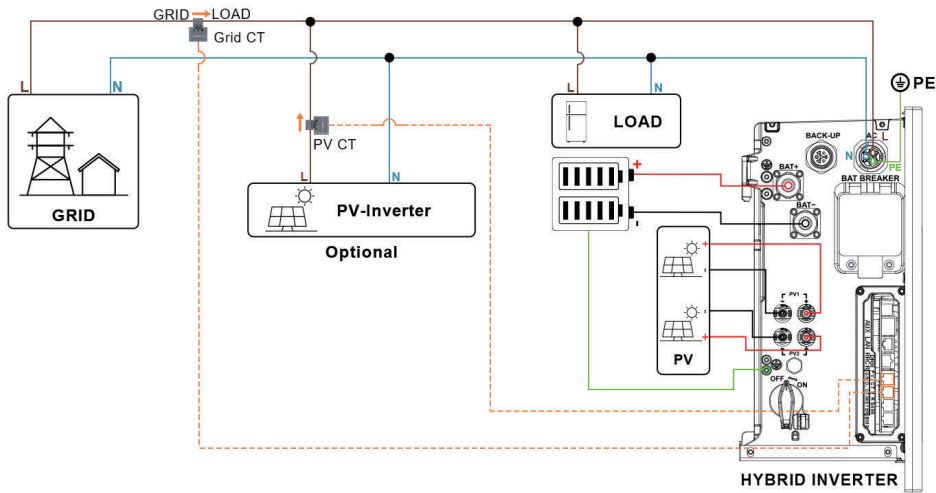 GRID LOAD
Grid CT
L N
GRID
PV CT
L N
PV-Inverter
Optional
L N
LOAD
+
-
+
-
-
+
PV
PE
BACK-UP
AC
L
N
PE
BAT BREAKER
BAT+
BAT-
PV1
- +
- +
PV2
OFF
ON
HYBRID INVERTER